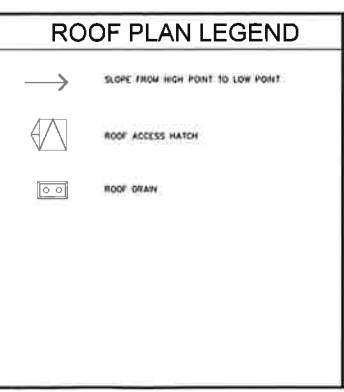 ROOF PLAN LEGEND
SLOPE FROM HIGH POINT TO LOW POINT
ROOF ACCESS HATCH
ROOF DRAIN